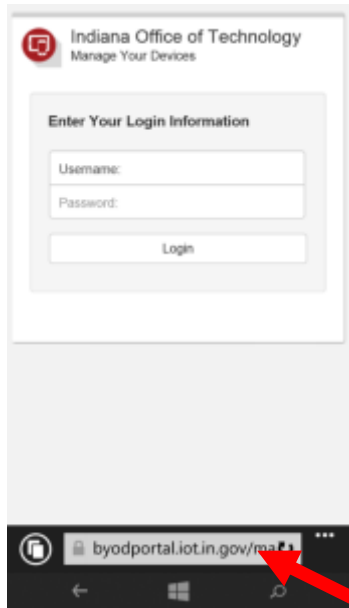 Indiana Office of Technology
Manage Your Devices
Enter Your Login Information
Username:
Password:
Login
byodportal.iot.in.gov/ma